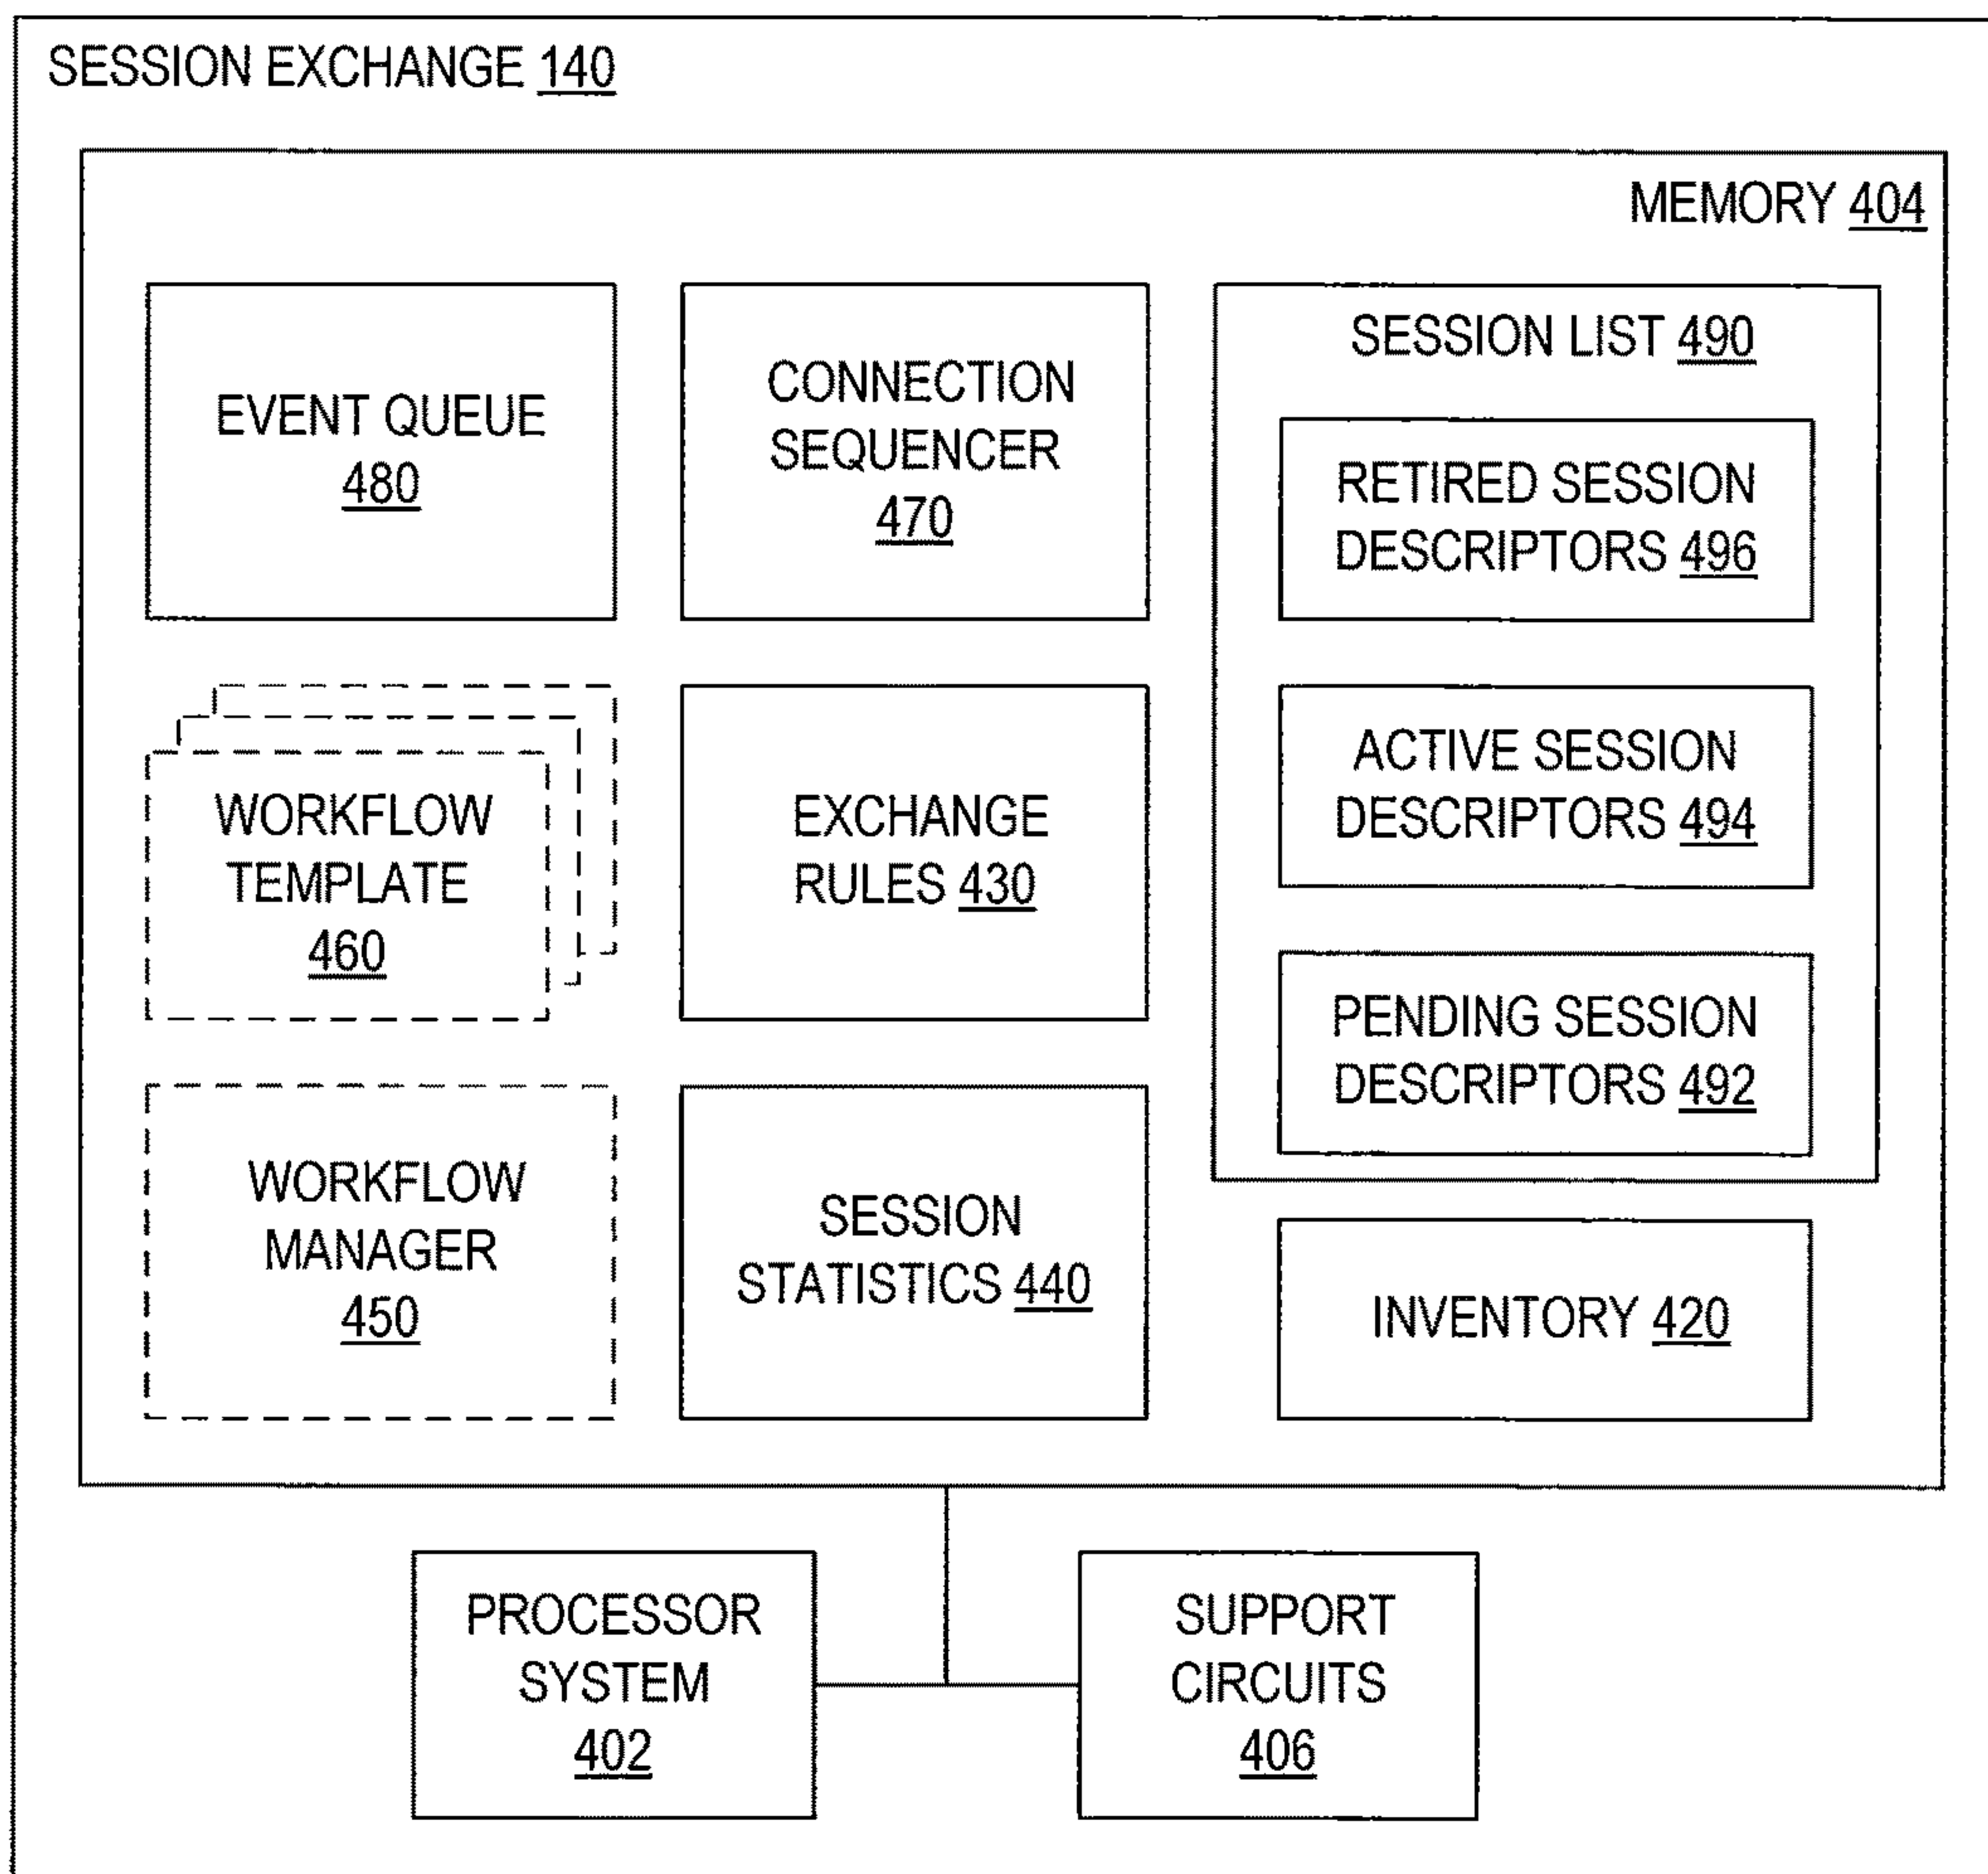 SESSION EXCHANGE 140
MEMORY 404
EVENT QUEUE
480
CONNECTION
SEQUENCER
470
SESSION LIST 490
RETIRED SESSION
DESCRIPTORS 496
ACTIVE SESSION
DESCRIPTORS 494
PENDING SESSION
DESCRIPTORS 492
WORKFLOW
TEMPLATE
460
EXCHANGE
RULES 430
WORKFLOW
MANAGER
450
SESSION
STATISTICS 440
INVENTORY 420
PROCESSOR
SYSTEM
402
SUPPORT
CIRCUITS
406